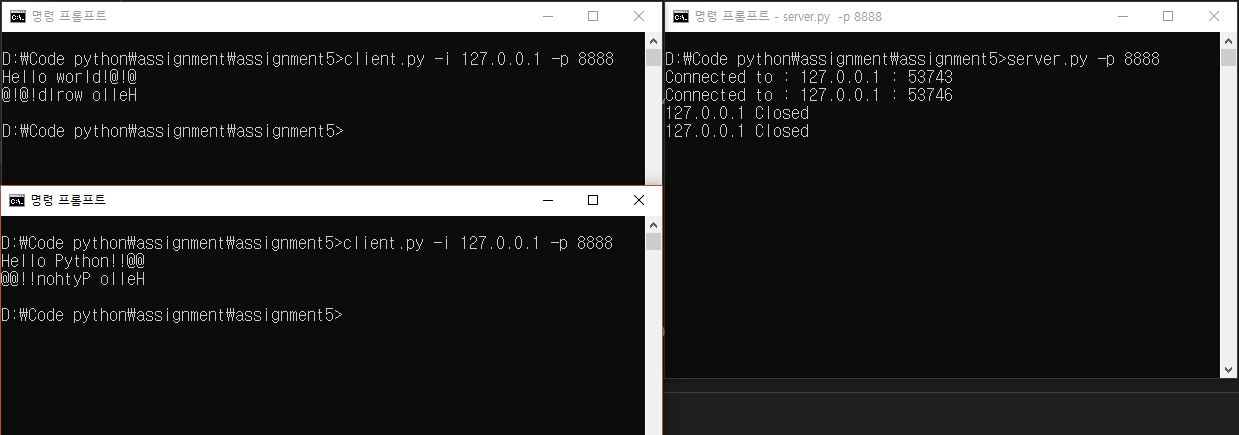 명령 프롬프트
D:₩Code python₩assignment₩assignment5>client.py -i 127.0.0.1 -p 8888
Hello world!@!@
@!@!dlrow olleH
D:₩Code python₩assignment₩assignment5>
명령 프롬프트
D:₩Code python₩assignment₩assignment5>client.py -i 127.0.0.1 -p 8888
Hello Python!!@@
@@!!nohtyP olleH
D:₩Code python₩assignment₩assignment5>
명령 프롬프트 - server.py -p 8888
D:₩Code python₩assignment₩assignment5>server.py -p 8888
Connected to : 127.0.0.1 : 53743
Connected to : 127.0.0.1 : 53746
127.0.0.1 Closed
127.0.0.1 Closed